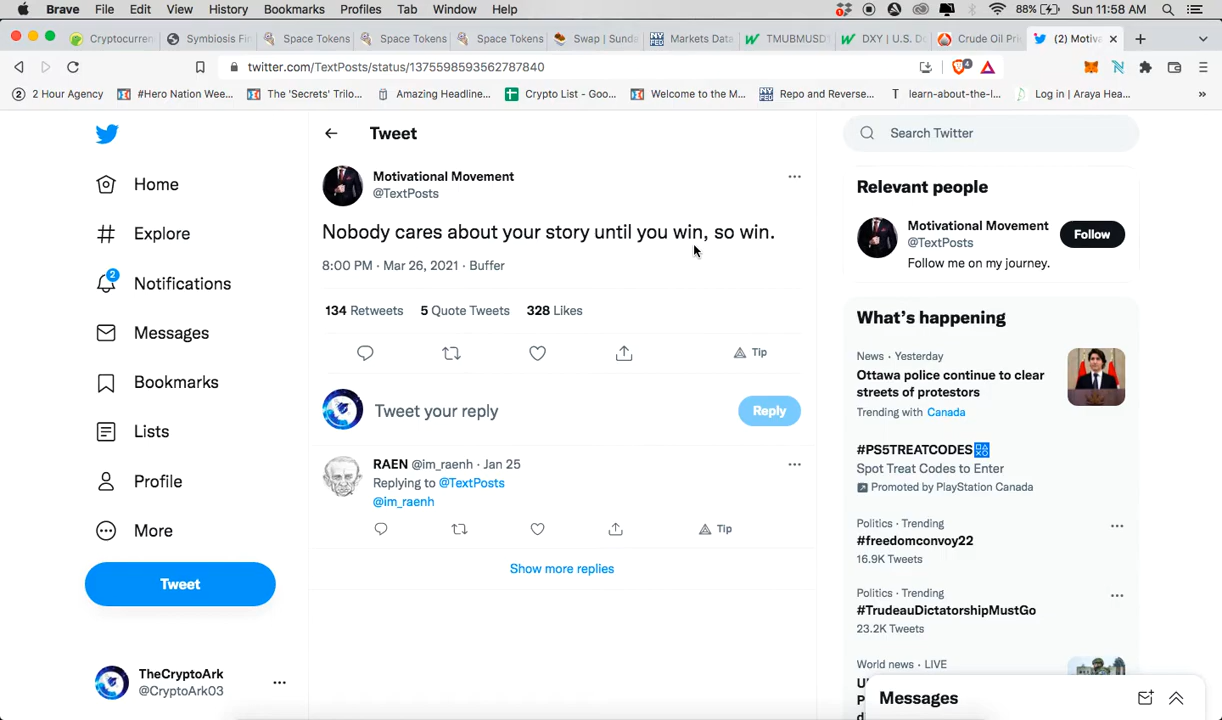 Brave File Edit View History Bookmarks Profiles Tab Window Help 88% Sun 11:58 AM
Cryptocurren Symbiosis Fin Space Tokens Space Tokens Space Tokens Swap | Sunda Markets Data TMUBMUSD1 DXY | U.S. Do Crude Oil Pri (2) Motiva
twitter.com/TextPosts/status/1375598593562787840 4
2 Hour Agency #Hero Nation Wee... The 'Secrets' Trilo... Amazing Headline... Crypto List - Goo... Welcome to the M... Repo and Reverse... learn-about-the-l... Log in | Araya Hea... »
Home
Explore
2
Notifications
Messages
Bookmarks
Lists
Profile
More
Tweet
TheCryptoArk
@CryptoArk03
Tweet
Motivational Movement
@TextPosts
Nobody cares about your story until you win, so win.
8:00 PM · Mar 26, 2021 · Buffer
134 Retweets 5 Quote Tweets 328 Likes
Tip
Tweet your reply Reply
RAEN @im_raenh · Jan 25
Replying to @TextPosts
@im_raenh
Tip
Show more replies
Search Twitter
Relevant people
Motivational Movement
@TextPosts
Follow
Follow me on my journey.
What's happening
News · Yesterday
Ottawa police continue to clear
streets of protestors
Trending with Canada
#PS5TREATCODES
Spot Treat Codes to Enter
Promoted by PlayStation Canada
Politics · Trending
#freedomconvoy22
16.9K Tweets
Politics · Trending
#TrudeauDictatorshipMustGo
23.2K Tweets
World news · LIVE
Messages